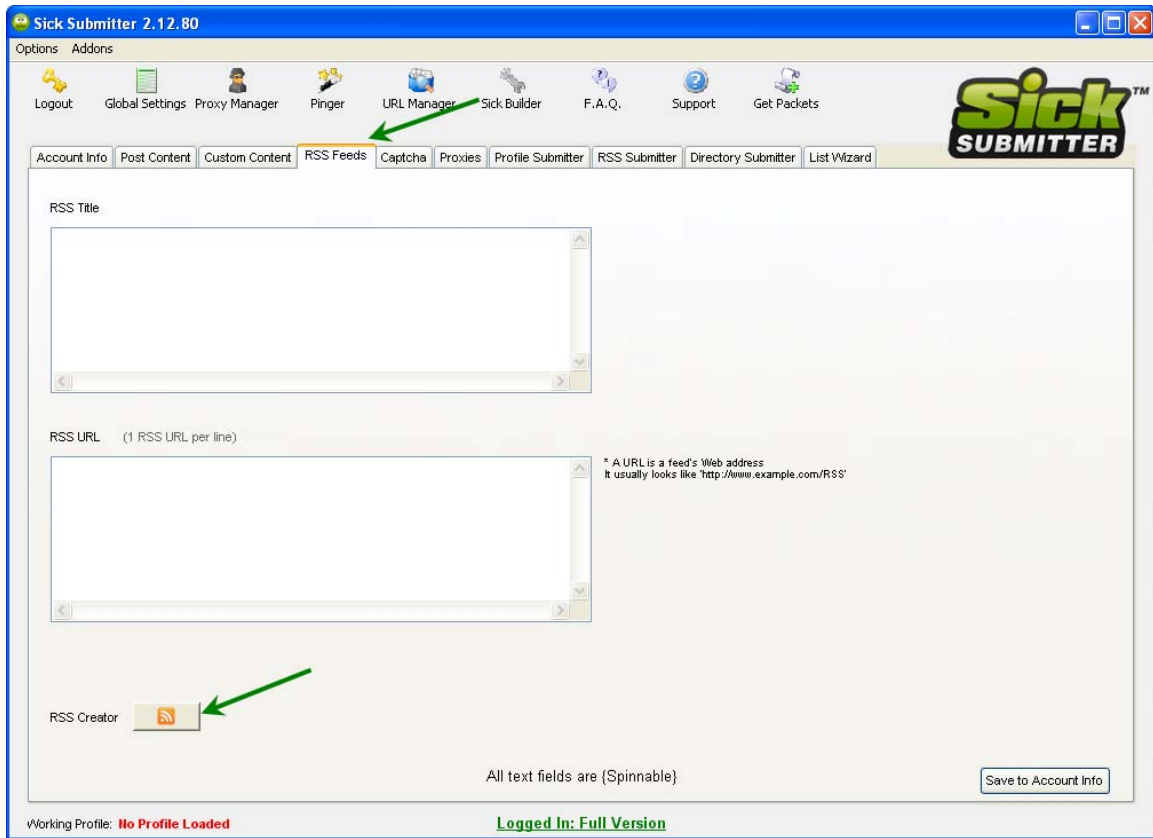 Sick Submitter 2.12.80
Options Addons
Logout Global Settings Proxy Manager Pinger URL Manager Sick Builder F.A.Q. Support Get Packets
Sick TM
SUBMITTER
Account Info Post Content Custom Content RSS Feeds Captcha Proxies Profile Submitter RSS Submitter Directory Submitter List Wizard
RSS Title
RSS URL (1 RSS URL per line)
* A URL is a feed's Web address
It usually looks like 'http://www.example.com/RSS'
RSS Creator
All text fields are {Spinnable}
Save to Account Info
Working Profile: No Profile Loaded
Logged In: Full Version